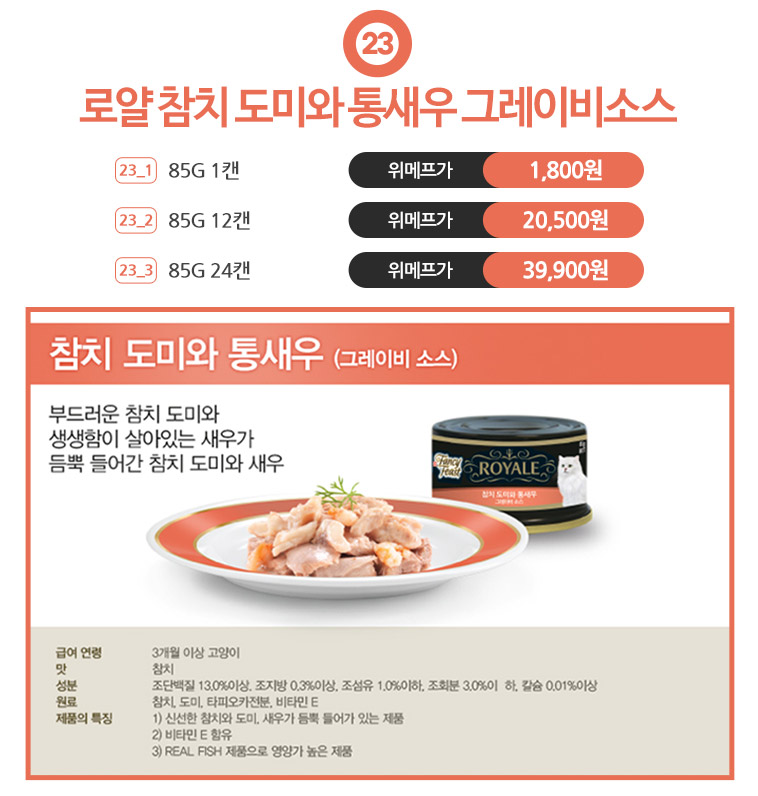 23
로얄 참치 도미와 통새우 그레이비소스
23_1 85G 1캔 위메프가 1,800원
23_2 85G 12캔 위메프가 20,500원
23_3 85G 24캔 위메프가 39,900원
참치 도미와 통새우 (그레이비 소스)
부드러운 참치 도미와
생생함이 살아있는 새우가
듬뿍 들어간 참치 도미와 새우
Fancy Feast
ROYALE
참치 도미와 통새우
그레이비 소스
급여 연령 3개월 이상 고양이
맛 참치
성분 조단백질 13.0%이상, 조지방 0.3%이상, 조섬유 1.0%이하, 조회분 3.0%이 하, 칼슘 0.01%이상
원료 참치, 도미, 타피오카전분, 비타민 E
제품의 특징 1) 신선한 참치와 도미, 새우가 듬뿍 들어가 있는 제품
2) 비타민 E 함유
3) REAL FISH 제품으로 영양가 높은 제품